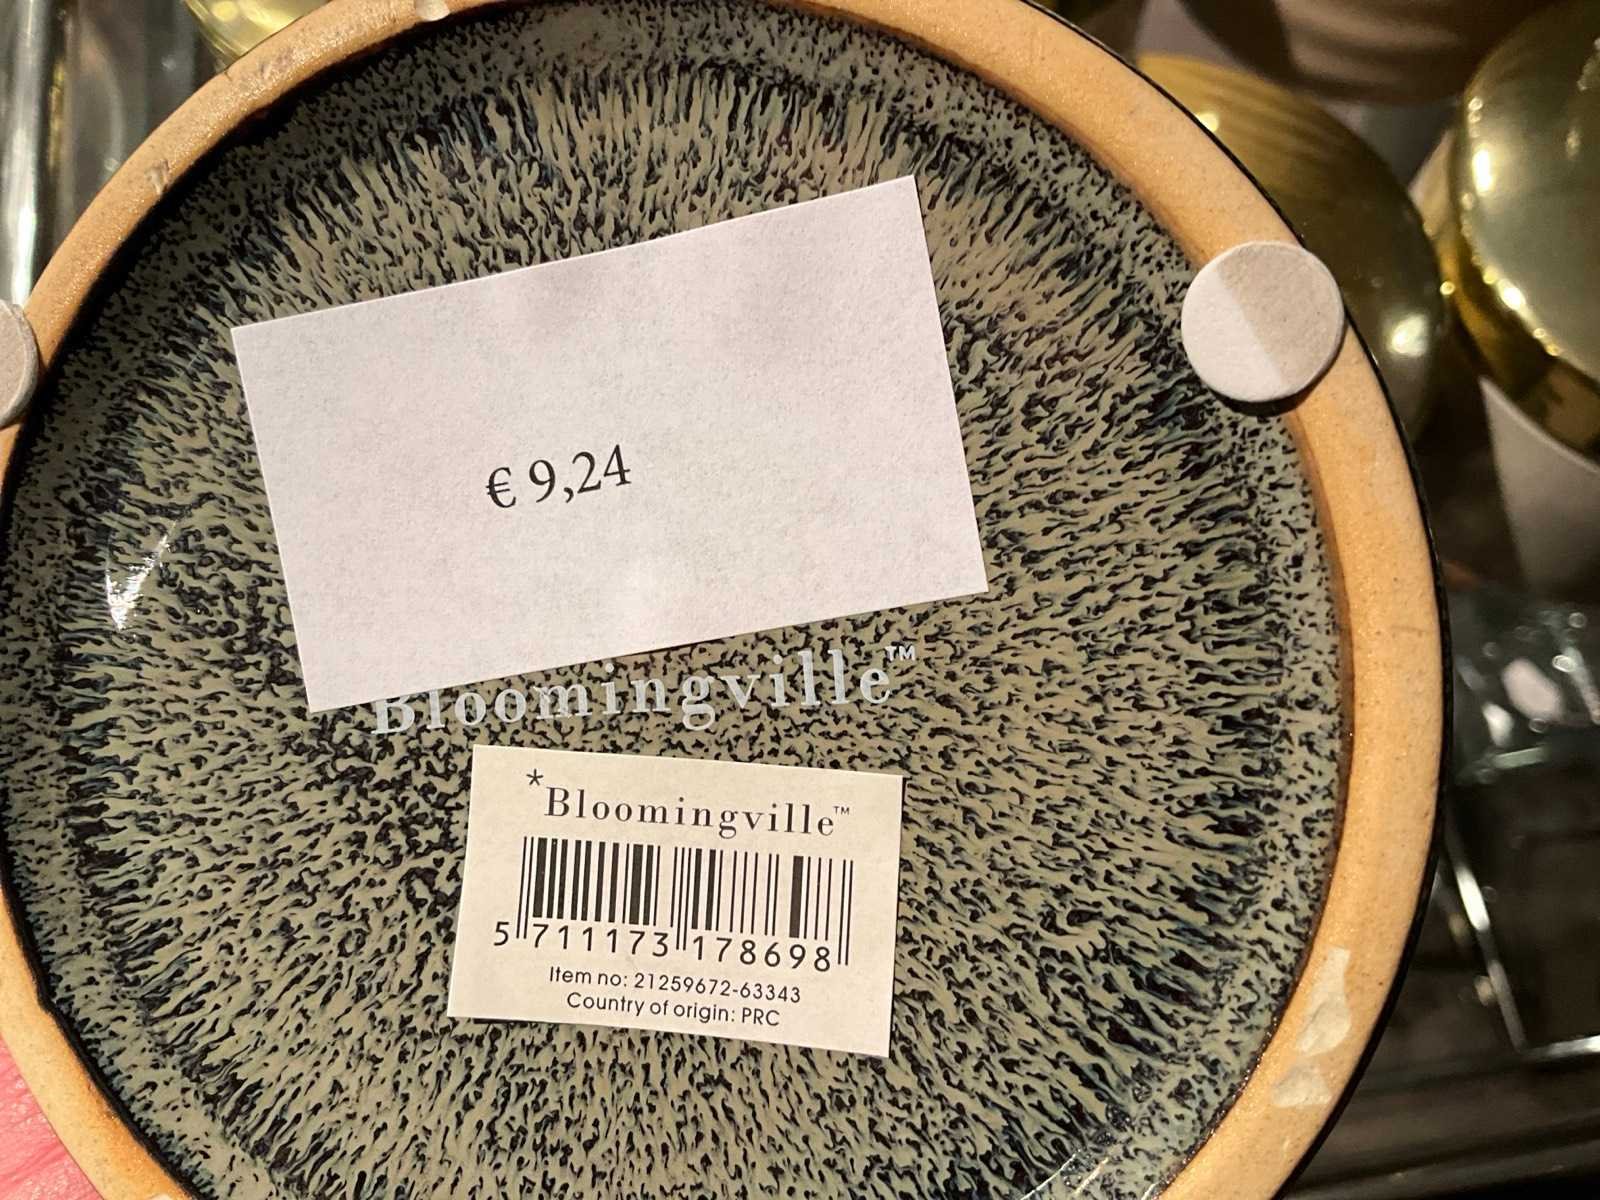 € 9,24
Bloomingville™
*Bloomingville™
5 711173 178698
Item no: 21259672-63343
Country of origin: PRC